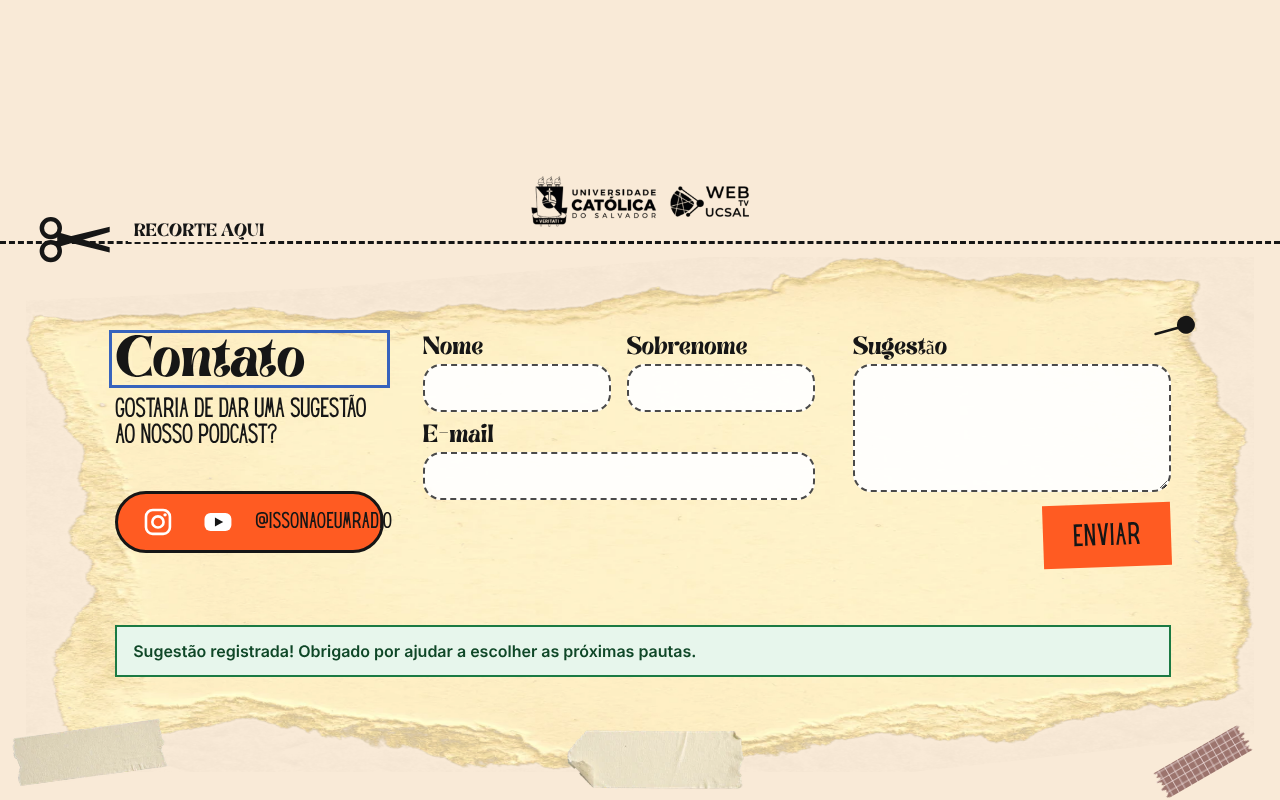 UNIVERSIDADE
CATÓLICA
DO SALVADOR
VERITATI
WEB
TV
UCSAL
RECORTE AQUI
Contato
GOSTARIA DE DAR UMA SUGESTÃO
AO NOSSO PODCAST?
@ISSONAOEUMRADIO
Nome
Sobrenome
E-mail
Sugestão
ENVIAR
Sugestão registrada! Obrigado por ajudar a escolher as próximas pautas.